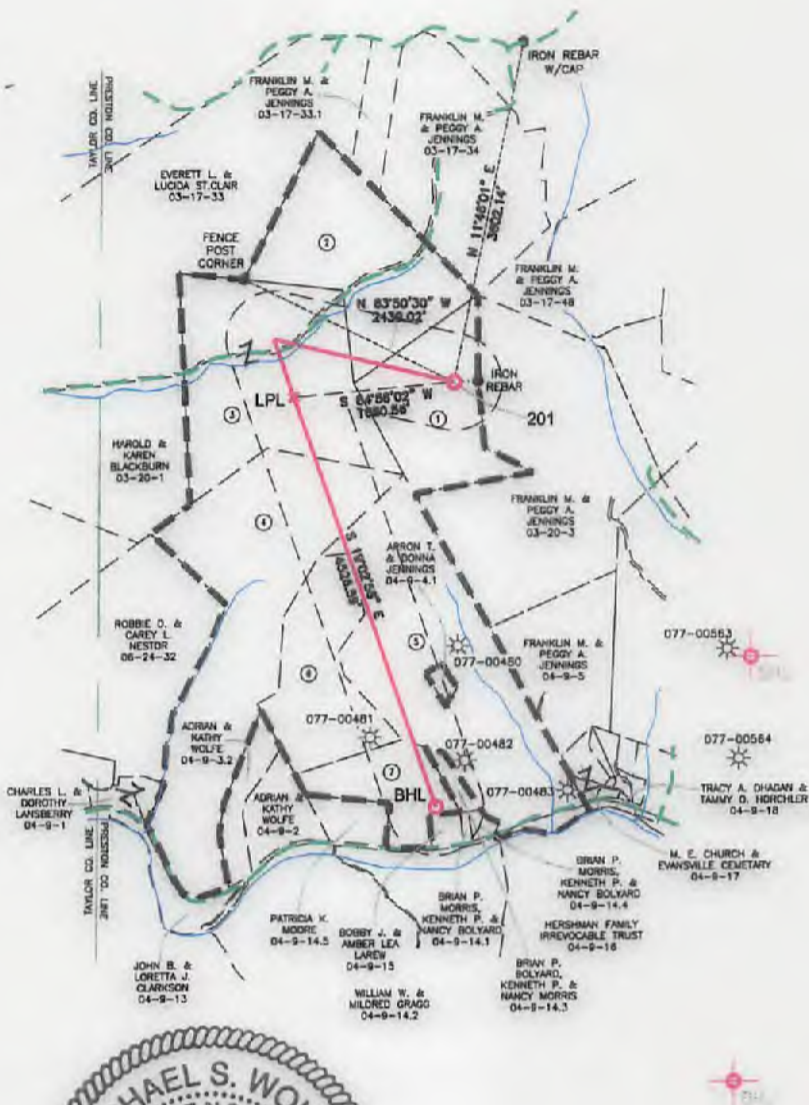 IRON REBAR
W/CAP
FRANKLIN M. &
PEGGY A.
JENNINGS
03-17-33.1
FRANKLIN M.
& PEGGY A.
JENNINGS
03-17-34
TAYLOR CO. LINE
PRESTON CO. LINE
EVERETT L. &
LUCIDA ST.CLAIR
03-17-33
N 11°46'01" E
3602.14'
FENCE
POST
CORNER
2
FRANKLIN M.
& PEGGY A.
JENNINGS
03-17-48
N 63°50'30" W
2439.02'
IRON
REBAR
LPL
201
1
3
HAROLD &
KAREN
BLACKBURN
03-20-1
FRANKLIN M. &
PEGGY A.
JENNINGS
03-20-3
4
ARRON T.
& DONNA
JENNINGS
04-9-4.1
ROBBIE D. &
CAREY L.
NESTOR
06-24-32
5
077-00450
FRANKLIN M. &
PEGGY A.
JENNINGS
04-9-5
077-00563
6
077-00481
ADRIAN &
KATHY
WOLFE
04-9-3.2
077-00482
077-00564
7
077-00483
BHL
CHARLES L. &
DOROTHY
LANSBERRY
04-9-1
ADRIAN &
KATHY
WOLFE
04-9-2
TRACY A. OHAGAN &
TAMMY D. HORCHLER
04-9-18
M. E. CHURCH &
EVANSVILLE CEMETARY
04-9-17
TAYLOR CO. LINE
PRESTON CO. LINE
BRIAN P.
MORRIS,
KENNETH P. &
NANCY BOLYARD
04-9-14.4
PATRICIA K.
MOORE
04-9-14.5
BOBBY J. &
AMBER LEA
LAREW
04-9-15
BRIAN P.
MORRIS,
KENNETH P. &
NANCY BOLYARD
04-9-14.1
HERSHMAN FAMILY
IRREVOCABLE TRUST
04-9-16
JOHN B. &
LORETTA J.
CLARKSON
04-9-13
WILLIAM W. &
MILDRED GRAGG
04-9-14.2
BRIAN P.
BOLYARD,
KENNETH P. &
NANCY MORRIS
04-9-14.3